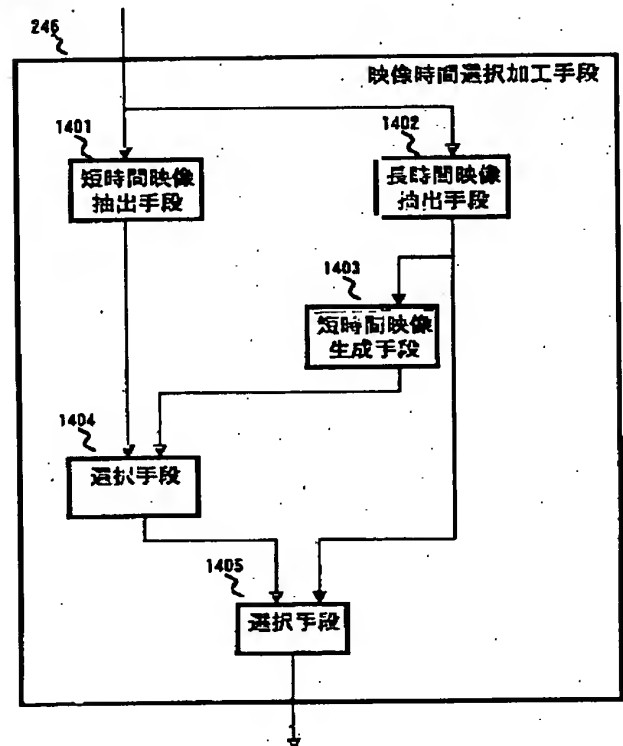 246
映像時間選択加工手段
1401
短時間映像
抽出手段
1402
長時間映像
抽出手段
1403
短時間映像
生成手段
1404
選択手段
1405
選択手段